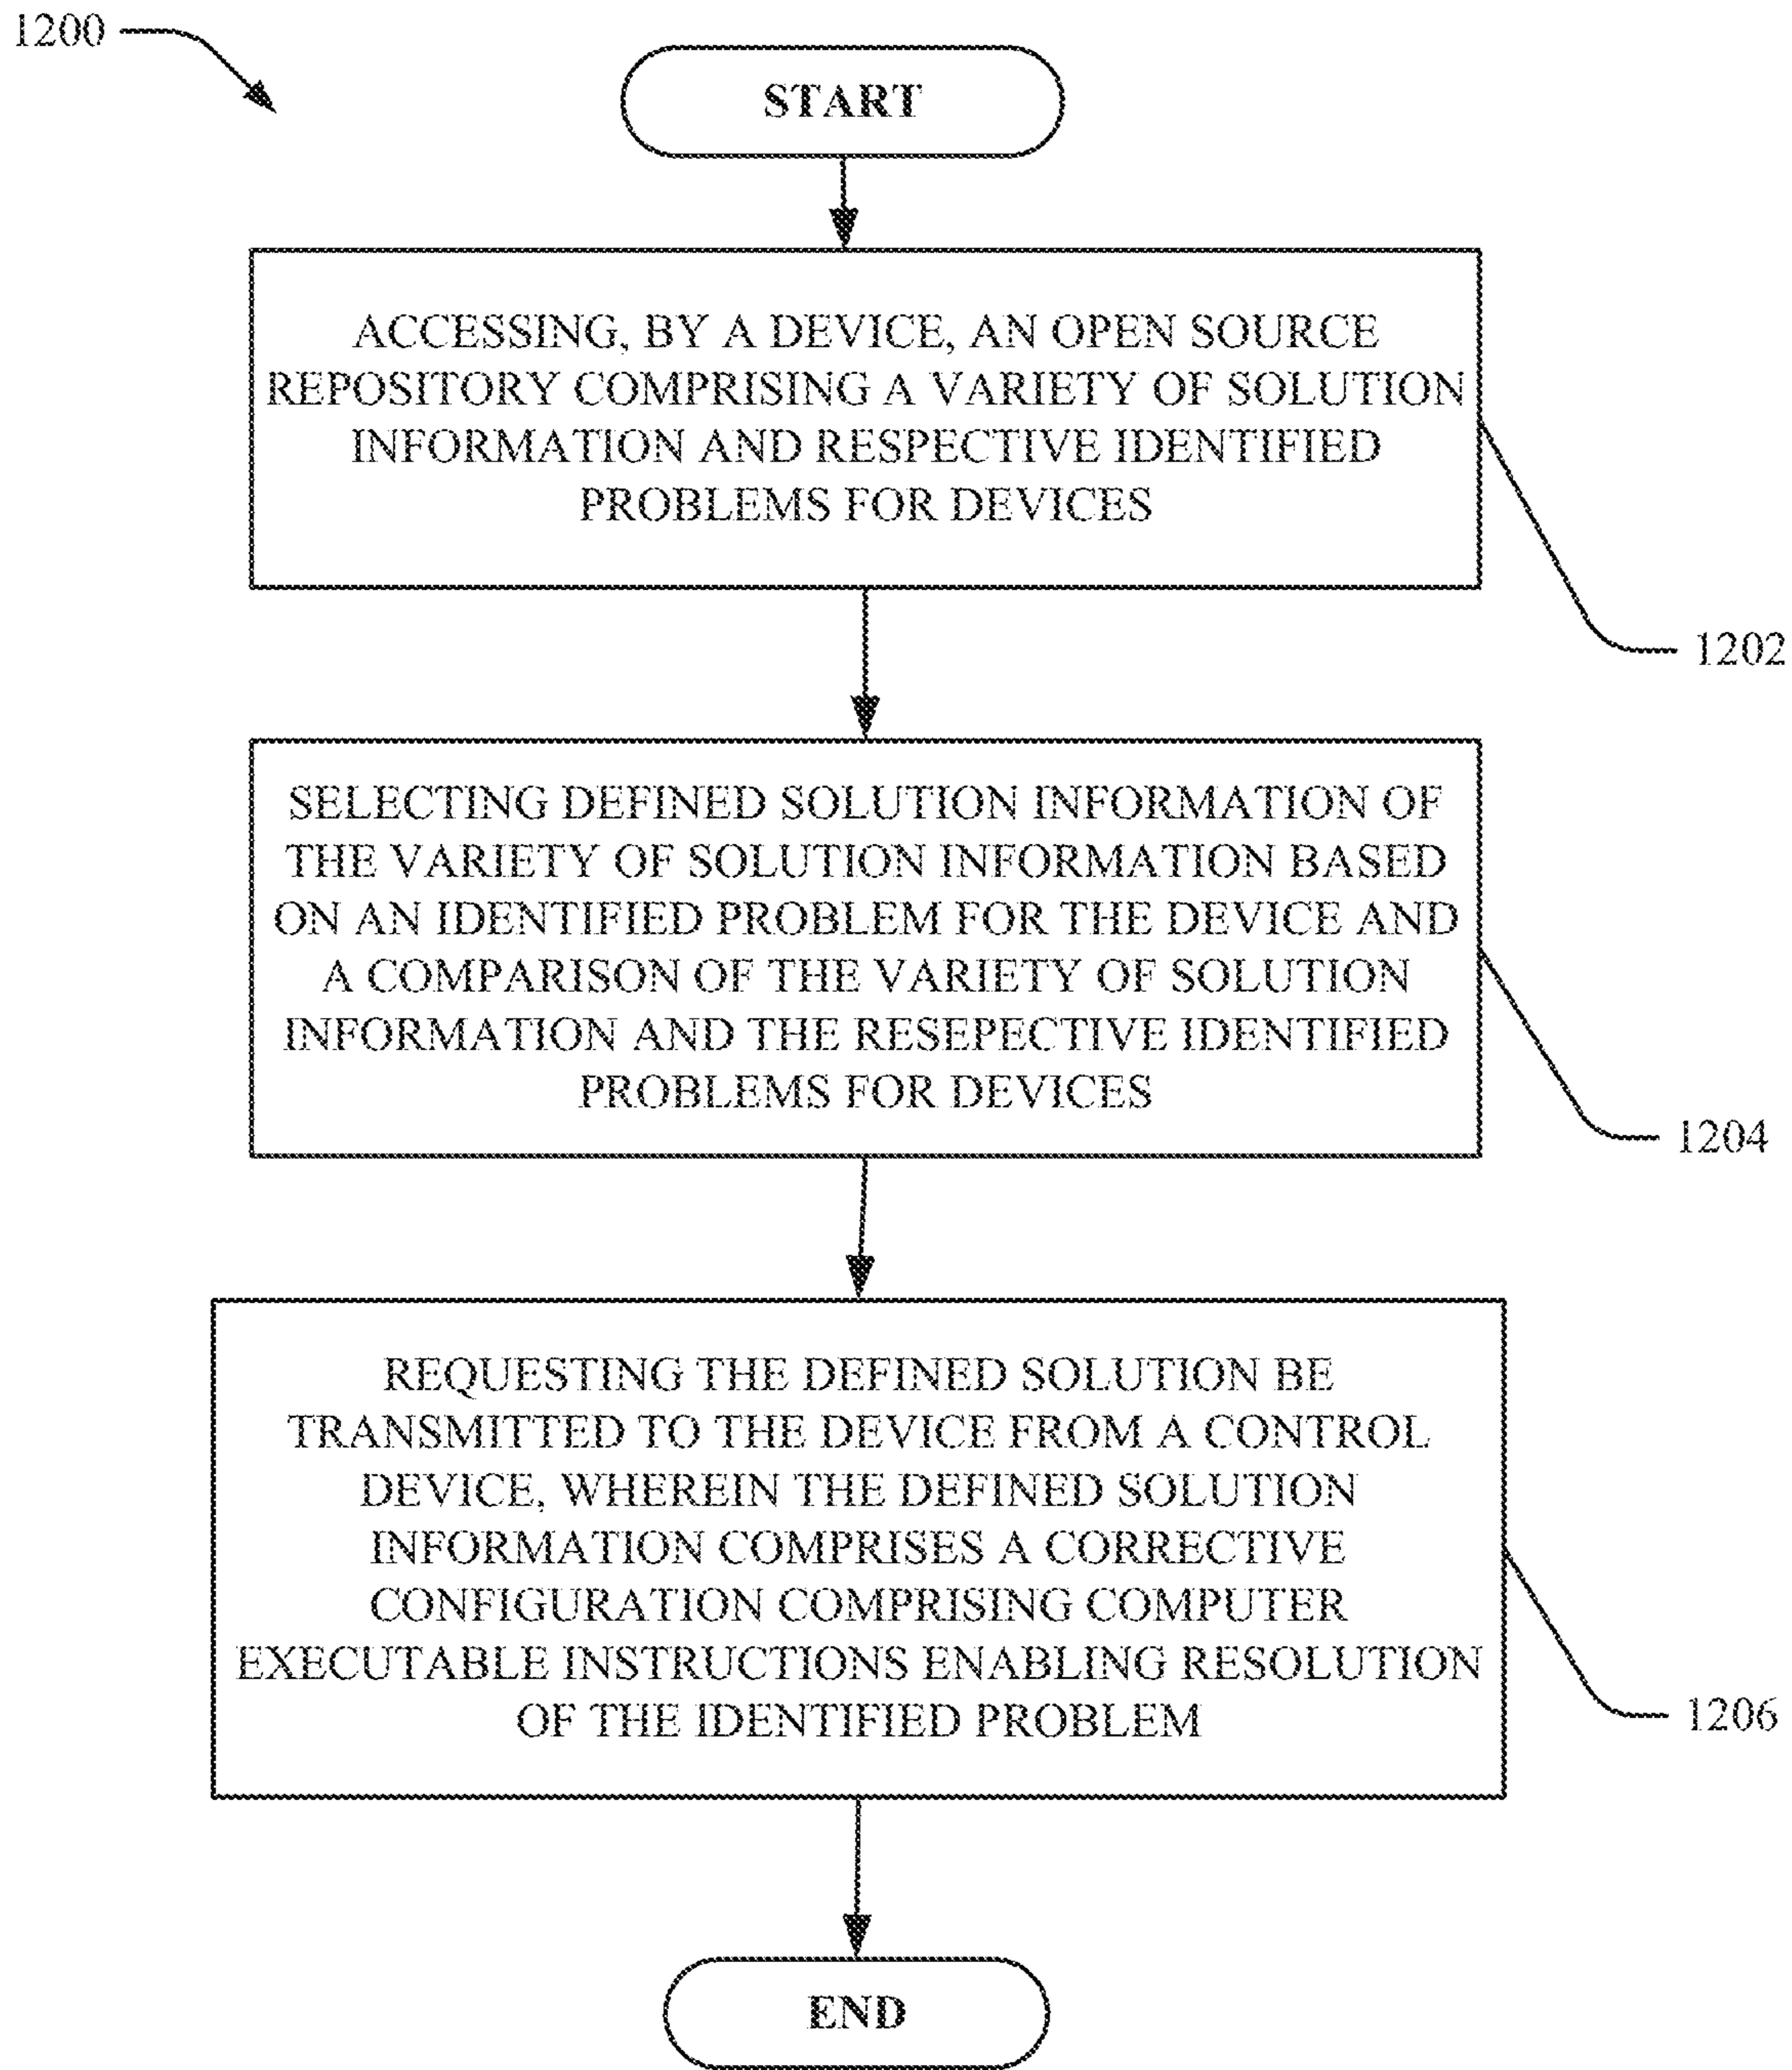 1200
START
ACCESSING, BY A DEVICE, AN OPEN SOURCE
REPOSITORY COMPRISING A VARIETY OF SOLUTION
INFORMATION AND RESPECTIVE IDENTIFIED
PROBLEMS FOR DEVICES
1202
SELECTING DEFINED SOLUTION INFORMATION OF
THE VARIETY OF SOLUTION INFORMATION BASED
ON AN IDENTIFIED PROBLEM FOR THE DEVICE AND
A COMPARISON OF THE VARIETY OF SOLUTION
INFORMATION AND THE RESEPECTIVE IDENTIFIED
PROBLEMS FOR DEVICES
1204
REQUESTING THE DEFINED SOLUTION BE
TRANSMITTED TO THE DEVICE FROM A CONTROL
DEVICE, WHEREIN THE DEFINED SOLUTION
INFORMATION COMPRISES A CORRECTIVE
CONFIGURATION COMPRISING COMPUTER
EXECUTABLE INSTRUCTIONS ENABLING RESOLUTION
OF THE IDENTIFIED PROBLEM
1206
END